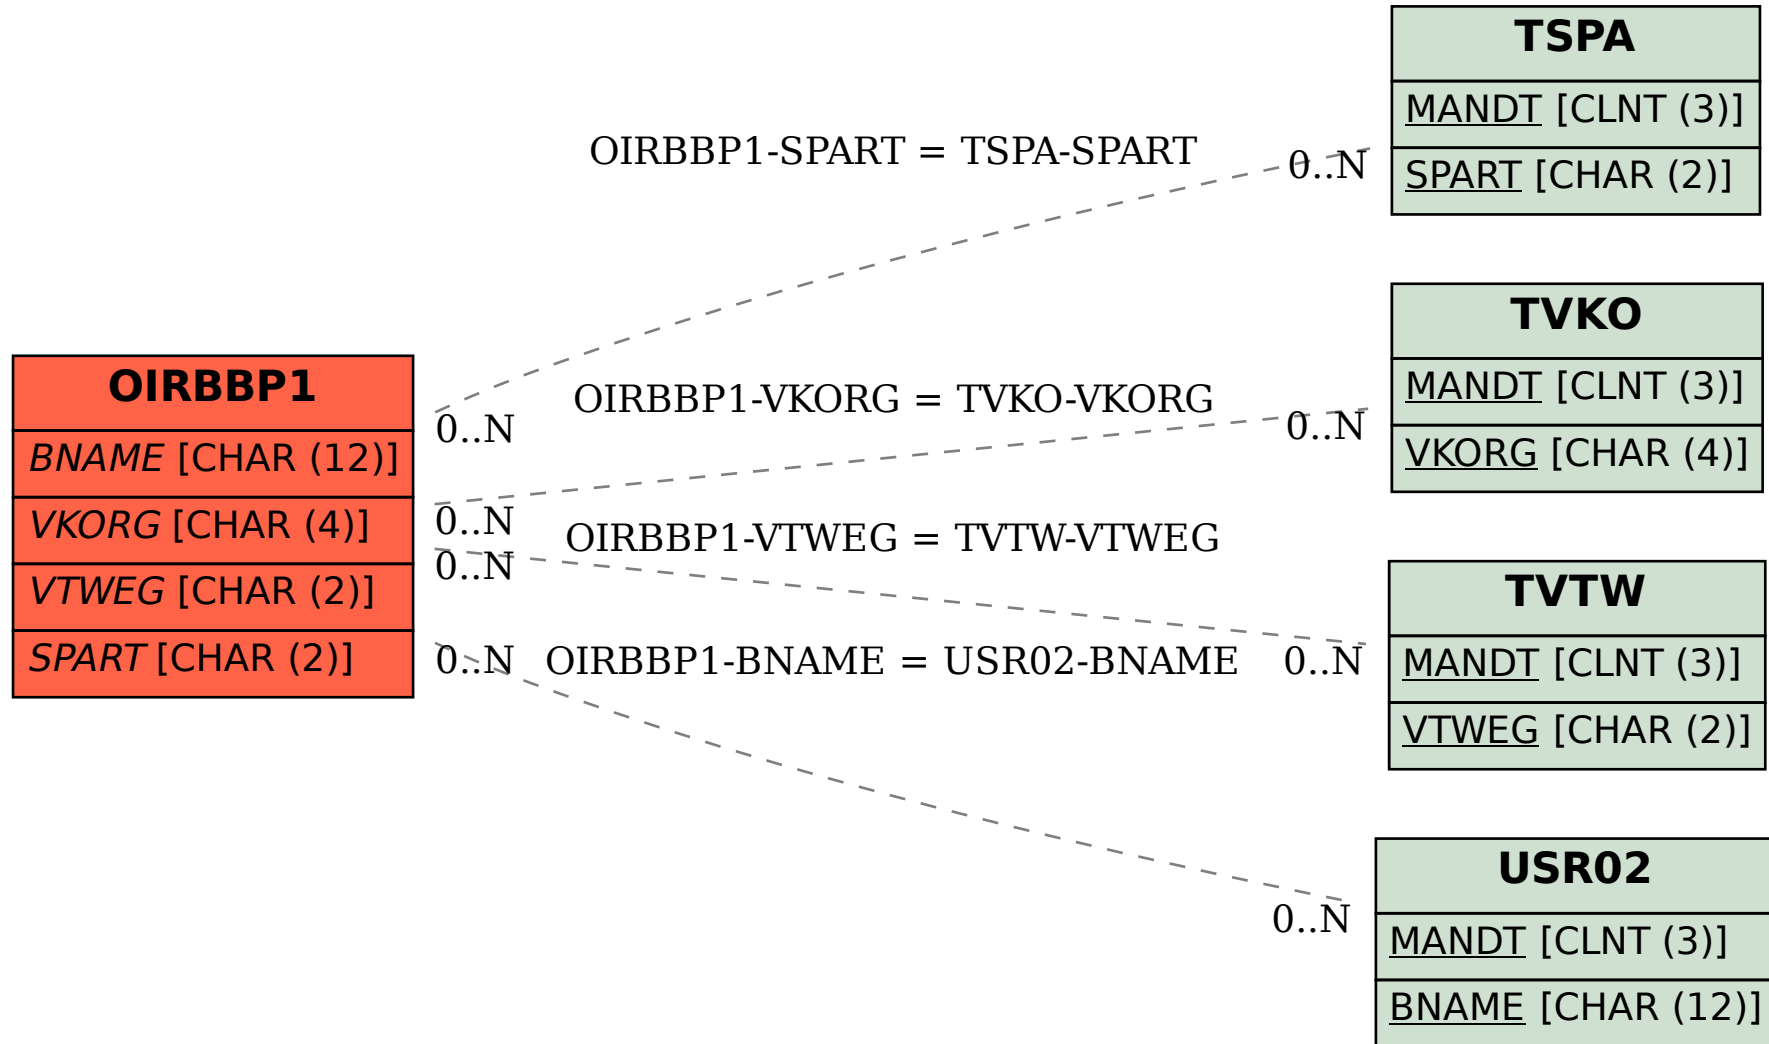 TSPA
MANDT [CLNT (3)]
SPART [CHAR (2)]
OIRBBP1-SPART = TSPA-SPART
0..N
TVKO
MANDT [CLNT (3)]
VKORG [CHAR (4)]
OIRBBP1
BNAME [CHAR (12)]
VKORG [CHAR (4)]
VTWEG [CHAR (2)]
SPART [CHAR (2)]
0..N
OIRBBP1-VKORG = TVKO-VKORG
0..N
0..N
OIRBBP1-VTWEG = TVTW-VTWEG
0..N
TVTW
MANDT [CLNT (3)]
VTWEG [CHAR (2)]
0..N
OIRBBP1-BNAME = USR02-BNAME
0..N
USR02
MANDT [CLNT (3)]
BNAME [CHAR (12)]
0..N